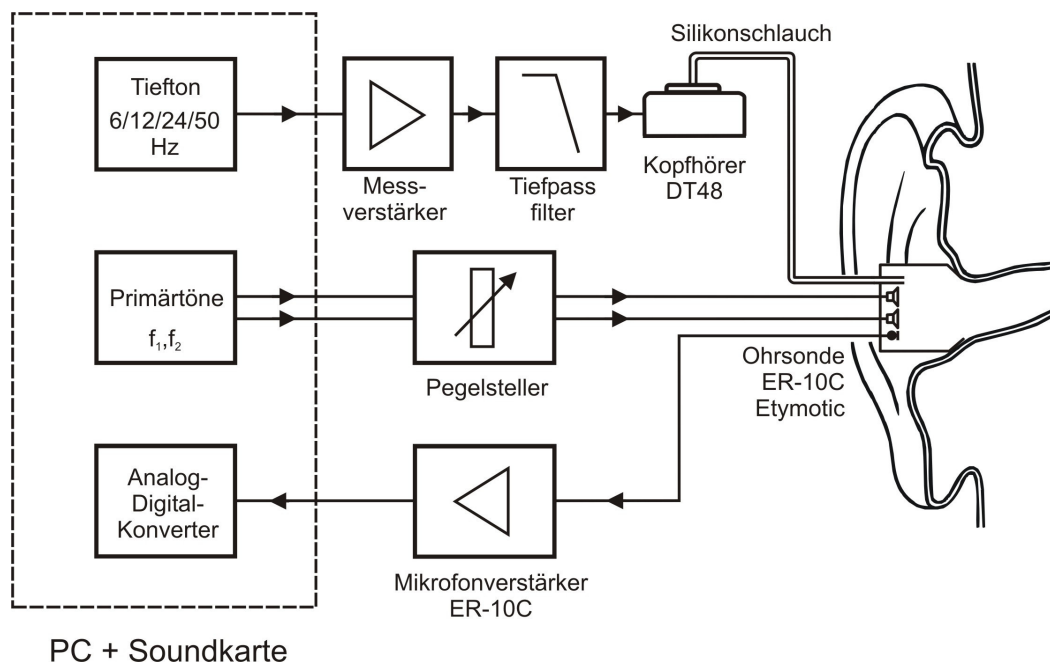 Silikonschlauch
Tiefton
6/12/24/50
Hz
Mess-
verstärker
Tiefpass
filter
Kopfhörer
DT48
Primärtöne
f₁,f₂
Pegelsteller
Ohrsonde
ER-10C
Etymotic
Analog-
Digital-
Konverter
Mikrofonverstärker
ER-10C
PC + Soundkarte